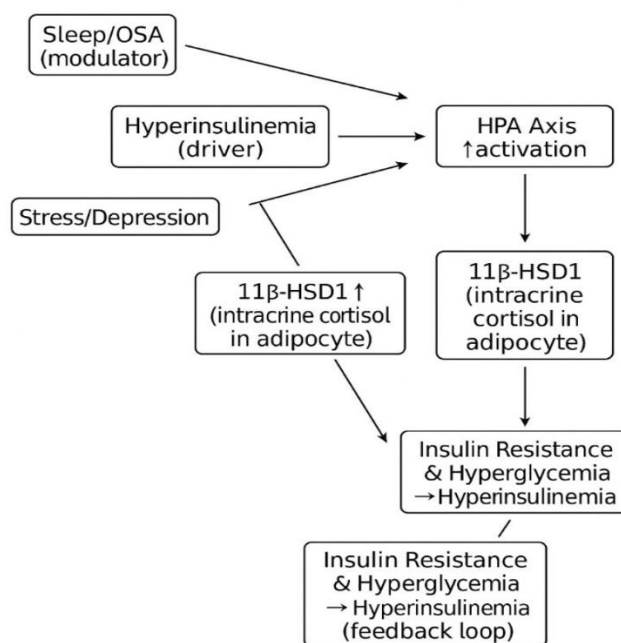 Sleep/OSA
(modulator)
Hyperinsulinemia
(driver)
HPA Axis
↑activation
Stress/Depression
11β-HSD1 ↑
(intracrine cortisol
in adipocyte)
11β-HSD1
(intracrine
cortisol in
adipocyte)
Insulin Resistance
& Hyperglycemia
→Hyperinsulinemia
Insulin Resistance
& Hyperglycemia
→ Hyperinsulinemia
(feedback loop)